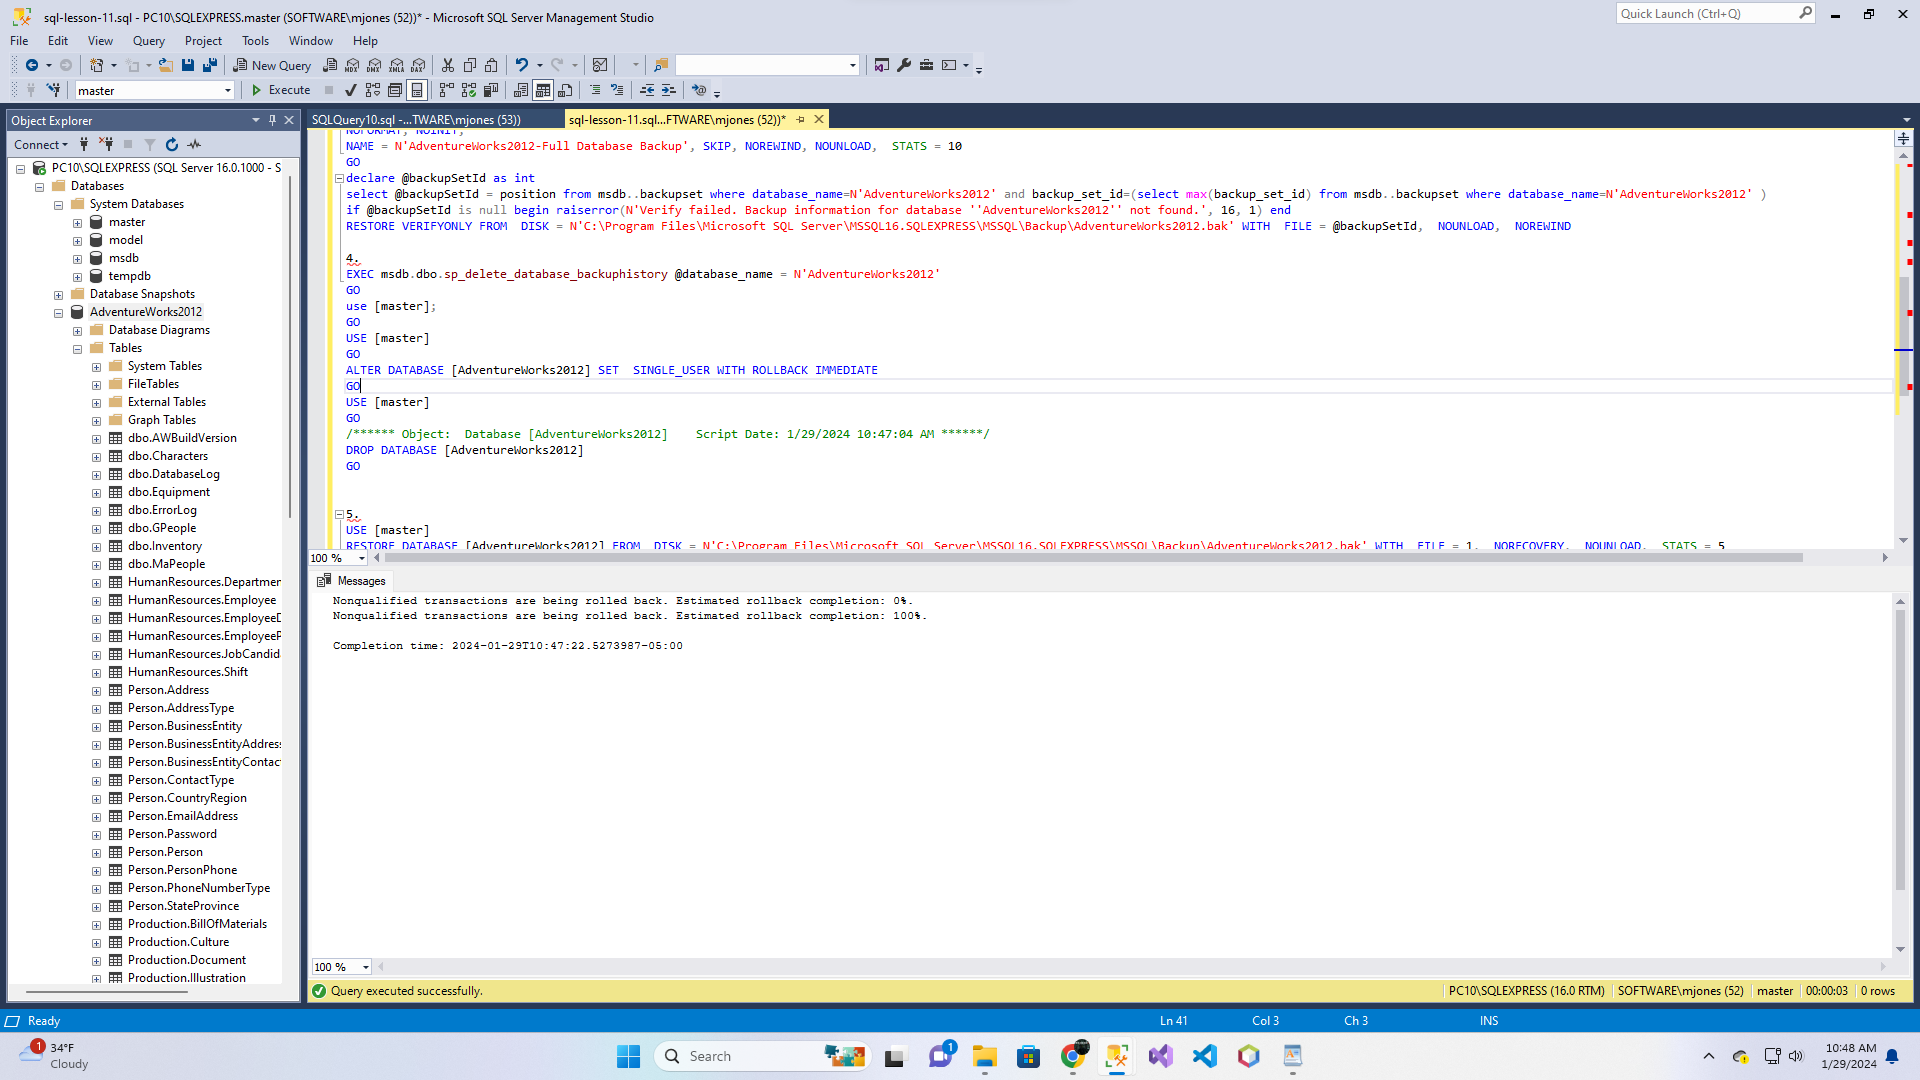 sql-lesson-11.sql - PC10\SQLEXPRESS.master (SOFTWARE\mjones (52))* - Microsoft SQL Server Management Studio
Quick Launch (Ctrl+Q)
File Edit View Query Project Tools Window Help
New Query
MDX DMX XMLA DAX
master
Execute
Object Explorer
SQLQuery10.sql -...TWARE\mjones (53))
sql-lesson-11.sql...FTWARE\mjones (52))*
Connect
PC10\SQLEXPRESS (SQL Server 16.0.1000 - S
Databases
System Databases
master
model
msdb
tempdb
Database Snapshots
AdventureWorks2012
Database Diagrams
Tables
System Tables
FileTables
External Tables
Graph Tables
dbo.AWBuildVersion
dbo.Characters
dbo.DatabaseLog
dbo.Equipment
dbo.ErrorLog
dbo.GPeople
dbo.Inventory
dbo.MaPeople
HumanResources.Departmen
HumanResources.Employee
HumanResources.EmployeeD
HumanResources.EmployeeP
HumanResources.JobCandid
HumanResources.Shift
Person.Address
Person.AddressType
Person.BusinessEntity
Person.BusinessEntityAddress
Person.BusinessEntityContac
Person.ContactType
Person.CountryRegion
Person.EmailAddress
Person.Password
Person.Person
Person.PersonPhone
Person.PhoneNumberType
Person.StateProvince
Production.BillOfMaterials
Production.Culture
Production.Document
Production.Illustration
NOFORMAT, NOINIT,
NAME = N'AdventureWorks2012-Full Database Backup', SKIP, NOREWIND, NOUNLOAD,  STATS = 10
GO
declare @backupSetId as int
select @backupSetId = position from msdb..backupset where database_name=N'AdventureWorks2012' and backup_set_id=(select max(backup_set_id) from msdb..backupset where database_name=N'AdventureWorks2012' )
if @backupSetId is null begin raiserror(N'Verify failed. Backup information for database ''AdventureWorks2012'' not found.', 16, 1) end
RESTORE VERIFYONLY FROM  DISK = N'C:\Program Files\Microsoft SQL Server\MSSQL16.SQLEXPRESS\MSSQL\Backup\AdventureWorks2012.bak' WITH  FILE = @backupSetId,  NOUNLOAD,  NOREWIND
4.
EXEC msdb.dbo.sp_delete_database_backuphistory @database_name = N'AdventureWorks2012'
GO
use [master];
GO
USE [master]
GO
ALTER DATABASE [AdventureWorks2012] SET  SINGLE_USER WITH ROLLBACK IMMEDIATE
GO
USE [master]
GO
/****** Object:  Database [AdventureWorks2012]    Script Date: 1/29/2024 10:47:04 AM ******/
DROP DATABASE [AdventureWorks2012]
GO
5.
USE [master]
RESTORE DATABASE [AdventureWorks2012] FROM  DISK = N'C:\Program Files\Microsoft SQL Server\MSSQL16.SQLEXPRESS\MSSQL\Backup\AdventureWorks2012.bak' WITH  FILE = 1,  NORECOVERY,  NOUNLOAD,  STATS = 5
100 %
Messages
Nonqualified transactions are being rolled back. Estimated rollback completion: 0%.
Nonqualified transactions are being rolled back. Estimated rollback completion: 100%.
Completion time: 2024-01-29T10:47:22.5273987-05:00
100 %
Query executed successfully.
PC10\SQLEXPRESS (16.0 RTM) SOFTWARE\mjones (52) master 00:00:03 0 rows
Ready Ln 41 Col 3 Ch 3 INS
1
34°F
Cloudy
Search
1
10:48 AM
1/29/2024